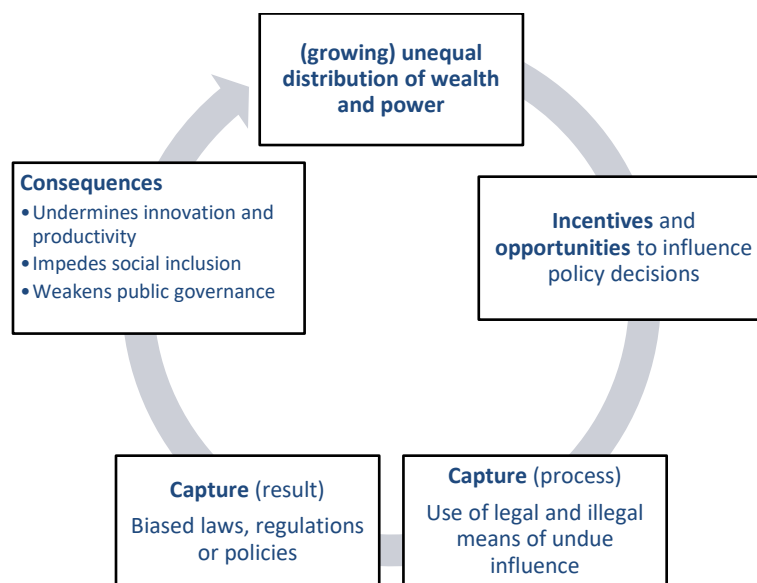 (growing) unequal
distribution of wealth
and power
Incentives and
opportunities to influence
policy decisions
Capture (process)
Use of legal and illegal
means of undue
influence
Capture (result)
Biased laws, regulations
or policies
Consequences
•Undermines innovation and
productivity
•Impedes social inclusion
•Weakens public governance